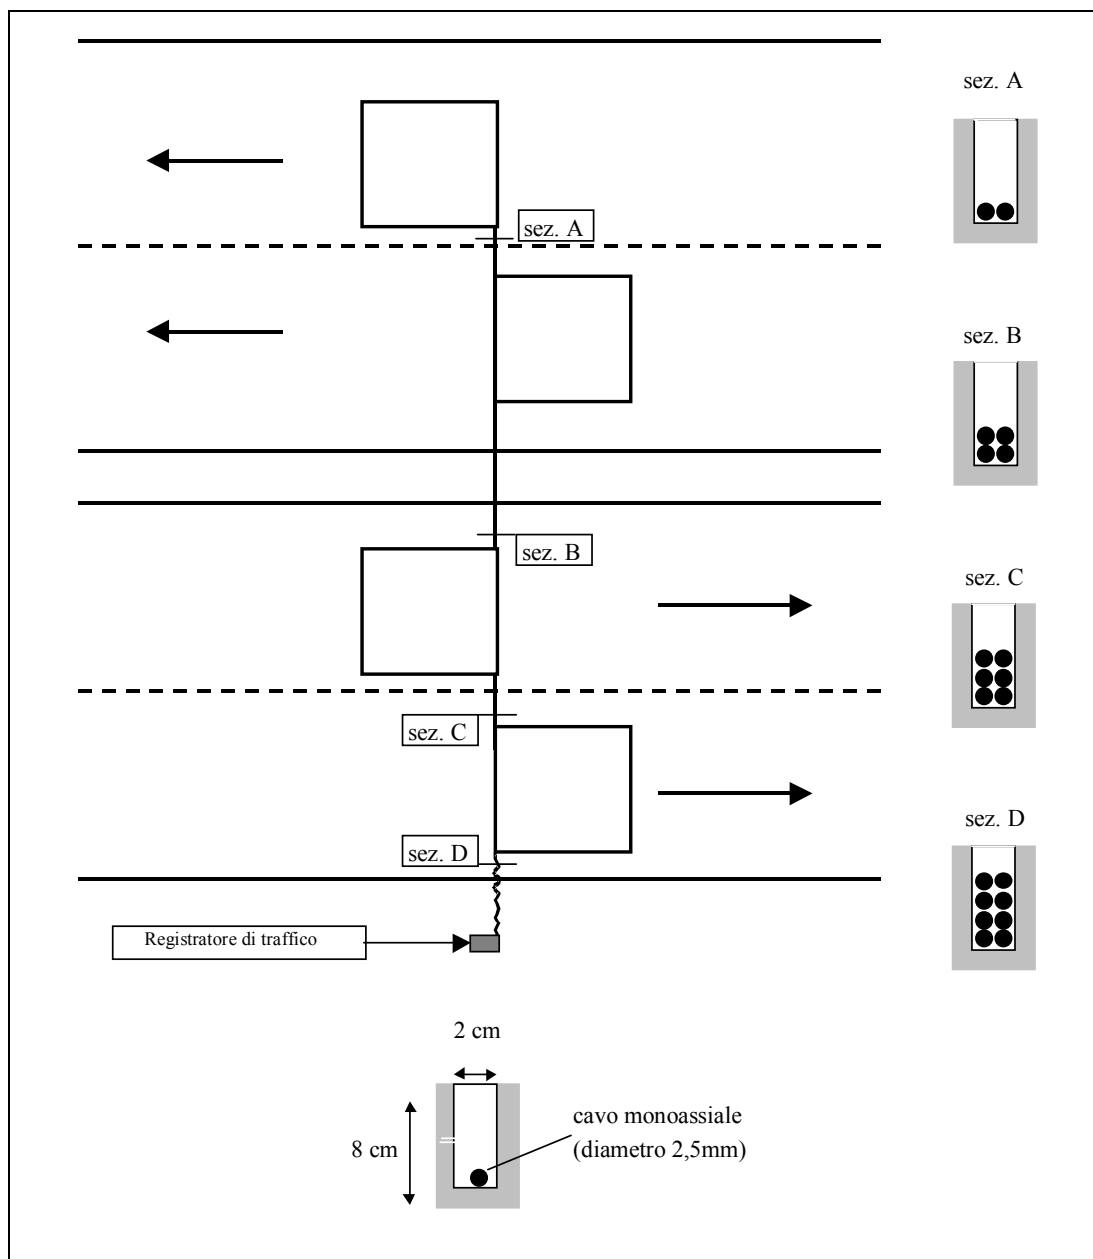 sez. A
sez. A
sez. B
sez. B
sez. C
sez. C
sez. D
sez. D
Registratore di traffico
2 cm
8 cm
cavo monoassiale
(diametro 2,5mm)